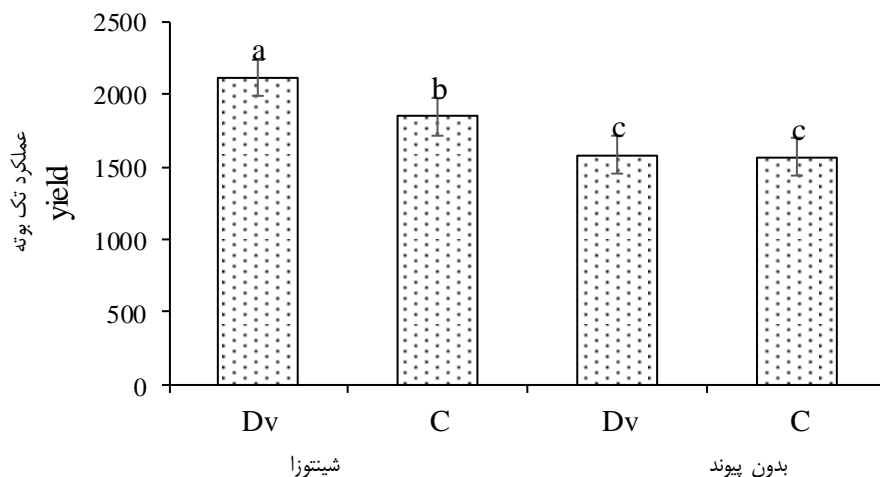 عملکرد تک بوته
yield
2500
2000
1500
1000
500
0
a
b
c
c
Dv
C
Dv
C
شینتوزا
بدون پیوند